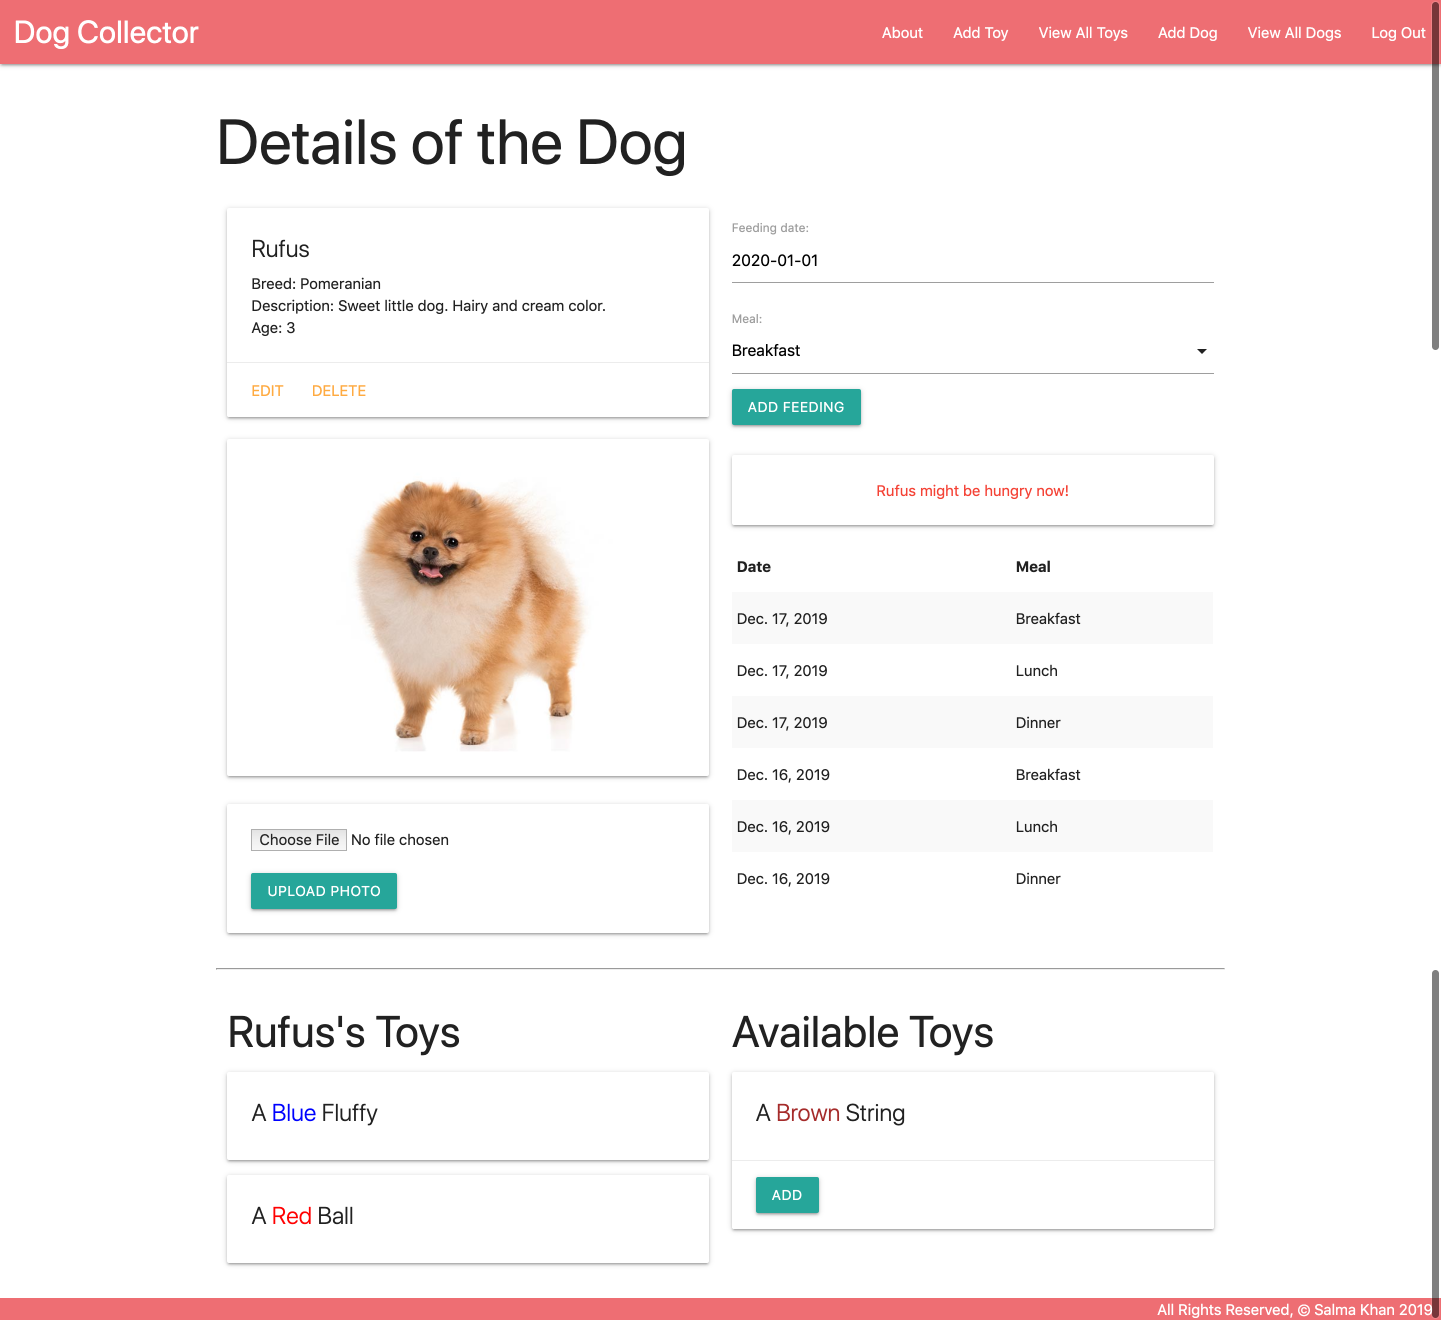 Dog Collector
About Add Toy View All Toys Add Dog View All Dogs Log Out
Details of the Dog
Rufus
Breed: Pomeranian
Description: Sweet little dog. Hairy and cream color.
Age: 3
EDIT DELETE
Choose File No file chosen
UPLOAD PHOTO
Feeding date:
2020-01-01
Meal:
Breakfast
ADD FEEDING
Rufus might be hungry now!
Date Meal
Dec. 17, 2019 Breakfast
Dec. 17, 2019 Lunch
Dec. 17, 2019 Dinner
Dec. 16, 2019 Breakfast
Dec. 16, 2019 Lunch
Dec. 16, 2019 Dinner
Rufus's Toys
A Blue Fluffy
A Red Ball
Available Toys
A Brown String
ADD
All Rights Reserved, © Salma Khan 2019